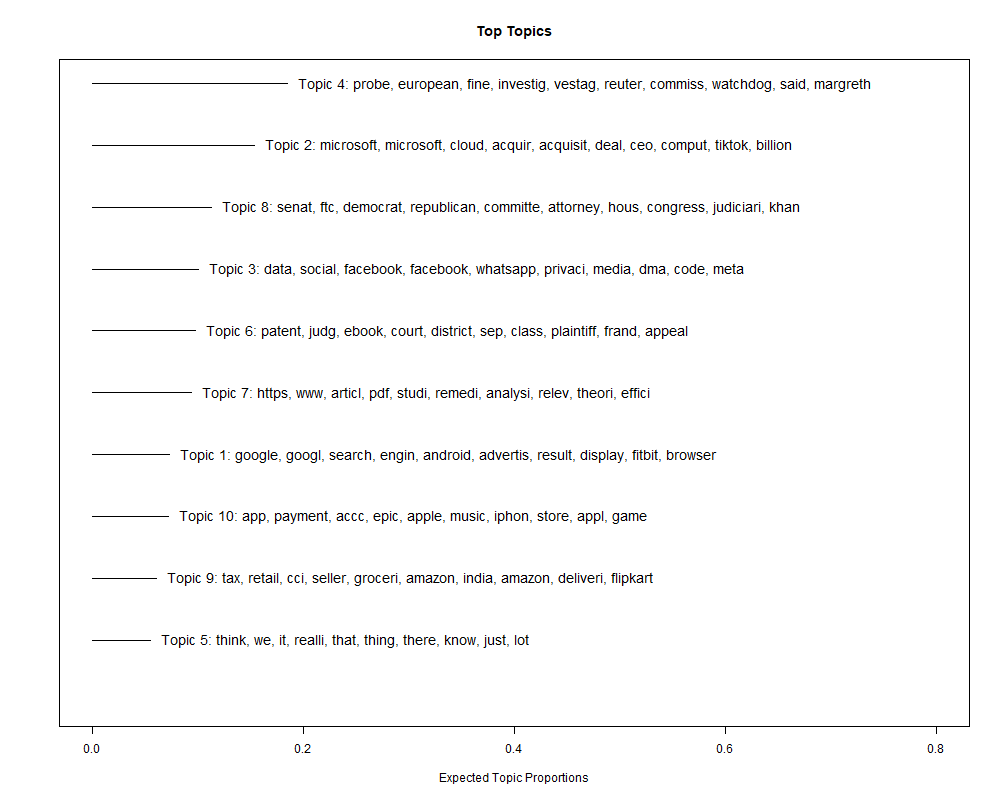 Top Topics
Topic 4: probe, european, fine, investig, vestag, reuter, commiss, watchdog, said, margreth
Topic 2: microsoft, microsoft, cloud, acquir, acquisit, deal, ceo, comput, tiktok, billion
Topic 8: senat, ftc, democrat, republican, committe, attorney, hous, congress, judiciari, khan
Topic 3: data, social, facebook, facebook, whatsapp, privaci, media, dma, code, meta
Topic 6: patent, judg, ebook, court, district, sep, class, plaintiff, frand, appeal
Topic 7: https, www, articl, pdf, studi, remedi, analysi, relev, theori, effici
Topic 1: google, googl, search, engin, android, advertis, result, display, fitbit, browser
Topic 10: app, payment, accc, epic, apple, music, iphon, store, appl, game
Topic 9: tax, retail, cci, seller, groceri, amazon, india, amazon, deliveri, flipkart
Topic 5: think, we, it, realli, that, thing, there, know, just, lot
0.0 0.2 0.4 0.6 0.8
Expected Topic Proportions